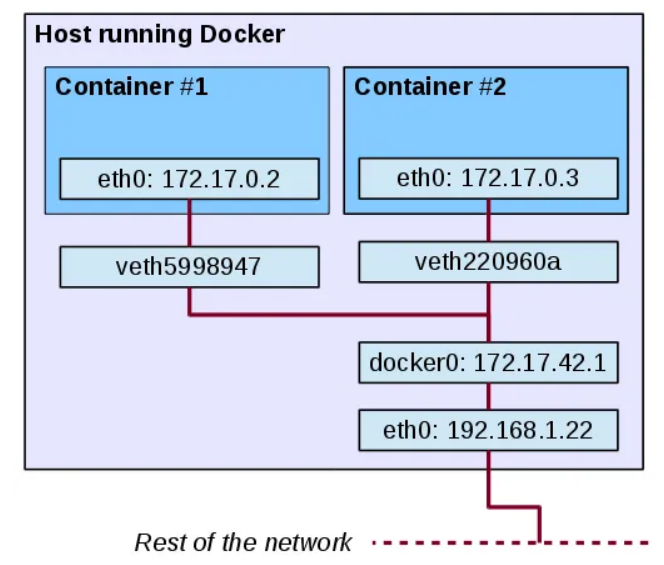 Host running Docker
Container #1
Container #2
eth0: 172.17.0.2
eth0: 172.17.0.3
veth5998947
veth220960a
docker0: 172.17.42.1
eth0: 192.168.1.22
Rest of the network